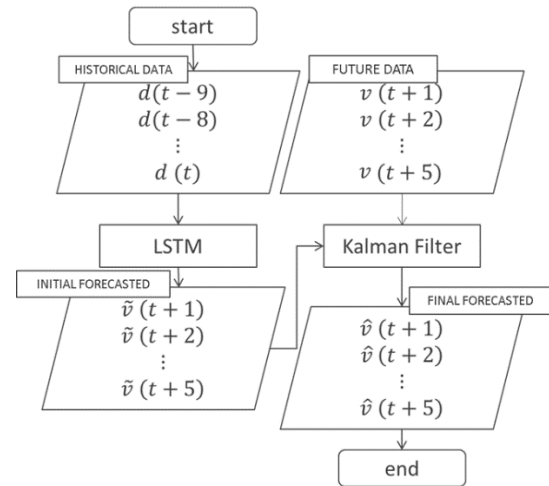 start
HISTORICAL DATA
d(t − 9)
d(t − 8)
⋮
d (t)
FUTURE DATA
v (t + 1)
v (t + 2)
⋮
v (t + 5)
LSTM
Kalman Filter
INITIAL FORECASTED
ṽ (t + 1)
ṽ (t + 2)
⋮
ṽ (t + 5)
FINAL FORECASTED
v̂ (t + 1)
v̂ (t + 2)
⋮
v̂ (t + 5)
end